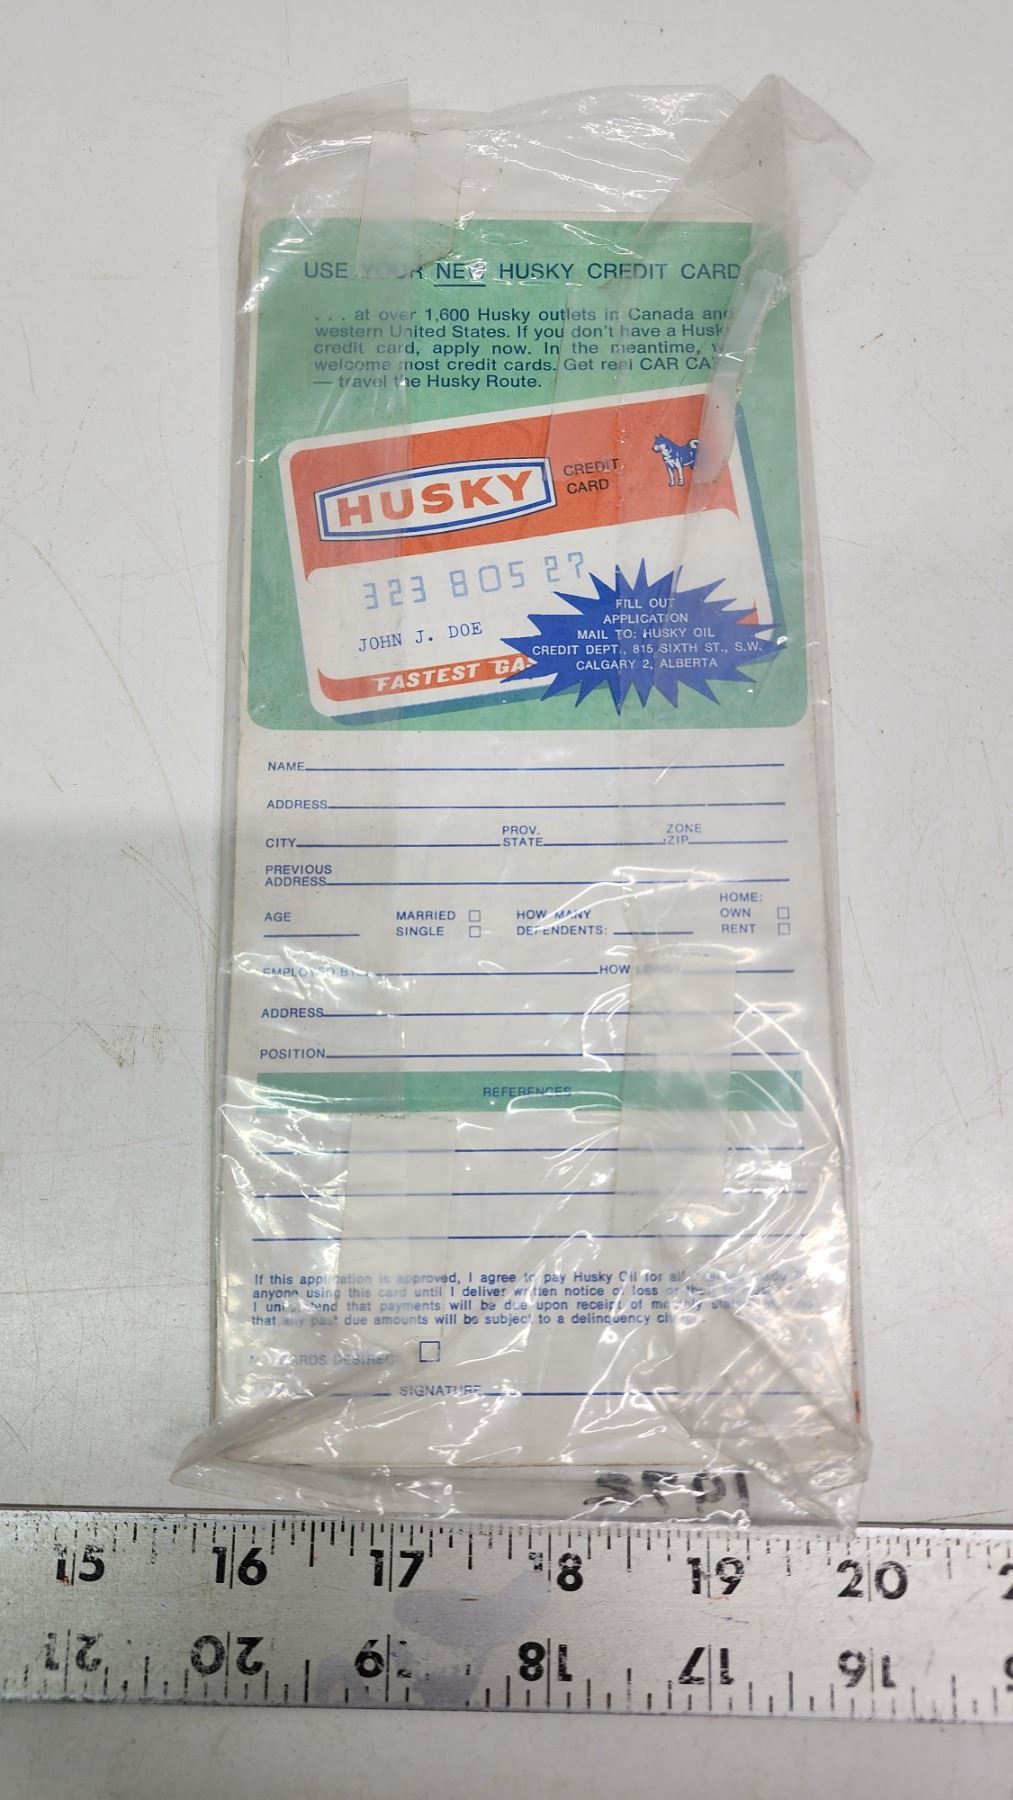 USE YOUR NEW HUSKY CREDIT CARD
. . . at over 1,600 Husky outlets in Canada and
western United States. If you don't have a Husky
credit card, apply now. In the meantime,
welcome most credit cards. Get real CAR CARE
— travel the Husky Route.
HUSKY
CREDIT
CARD
323 805 27
JOHN J. DOE
FASTEST GAS
FILL OUT
APPLICATION
MAIL TO: HUSKY OIL
CREDIT DEPT., 815 SIXTH ST., S.W.
CALGARY 2, ALBERTA
NAME
ADDRESS
CITY PROV. STATE ZONE ZIP
PREVIOUS
ADDRESS
AGE MARRIED HOW MANY HOME: OWN
SINGLE DEPENDENTS: RENT
EMPLOYED BY HOW LONG
ADDRESS
POSITION
REFERENCES
If this application is approved, I agree to pay Husky Oil for all
anyone using this card until I deliver written notice of loss or
I understand that payments will be due upon receipt of monthly
that any past due amounts will be subject to a delinquency
CARDS DESIRED
SIGNATURE
15 16 17 18 19 20
21 20 19 18 17 16